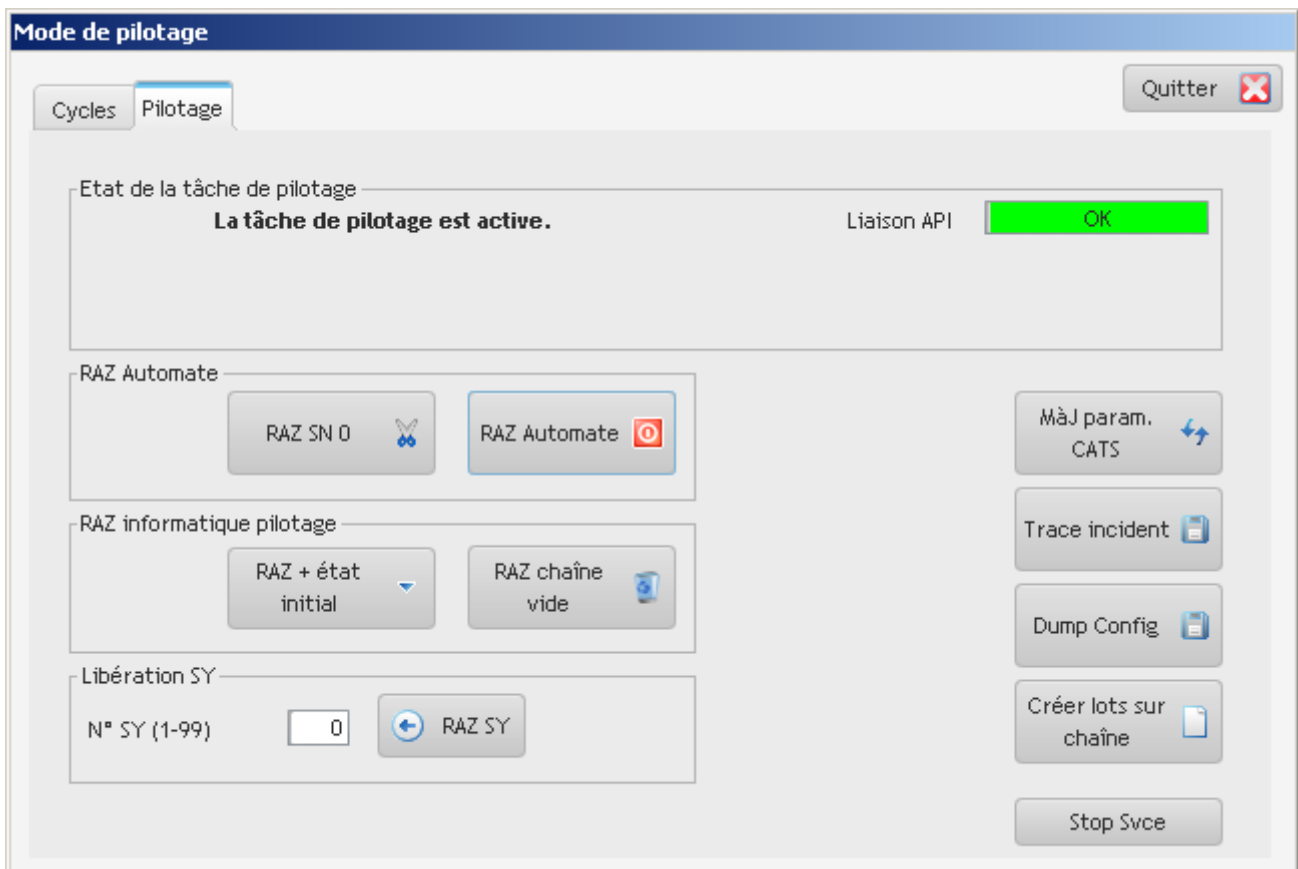 Mode de pilotage
Quitter
Cycles
Pilotage
Etat de la tâche de pilotage
La tâche de pilotage est active.
Liaison API
OK
RAZ Automate
RAZ SN 0
RAZ Automate
RAZ informatique pilotage
RAZ + état
initial
RAZ chaîne
vide
Libération SY
N° SY (1-99)
0
RAZ SY
MàJ param.
CATS
Trace incident
Dump Config
Créer lots sur
chaîne
Stop Svce